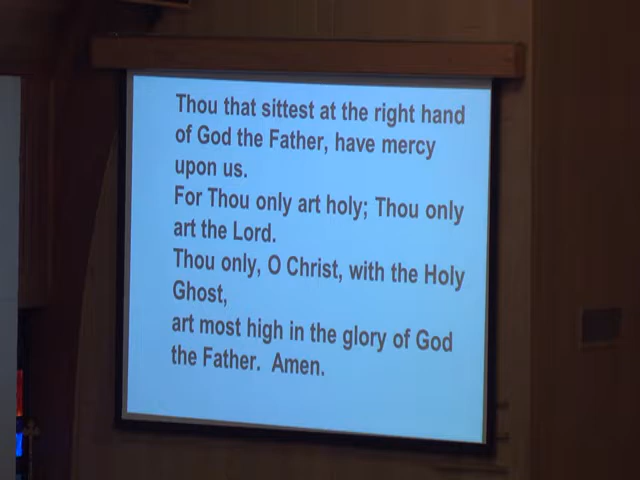 Thou that sittest at the right hand
of God the Father, have mercy
upon us.
For Thou only art holy; Thou only
art the Lord.
Thou only, O Christ, with the Holy
Ghost,
art most high in the glory of God
the Father.  Amen.